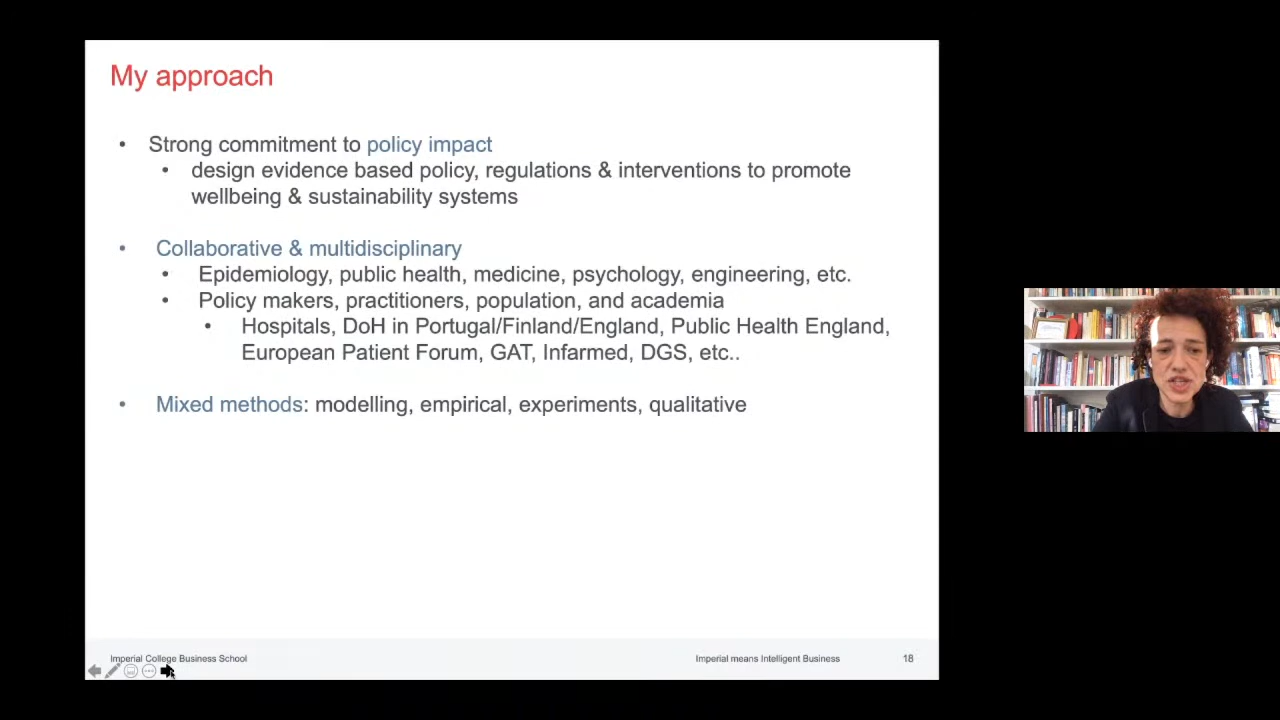 My approach
• Strong commitment to policy impact
• design evidence based policy, regulations & interventions to promote
wellbeing & sustainability systems
• Collaborative & multidisciplinary
• Epidemiology, public health, medicine, psychology, engineering, etc.
• Policy makers, practitioners, population, and academia
• Hospitals, DoH in Portugal/Finland/England, Public Health England,
European Patient Forum, GAT, Infarmed, DGS, etc..
• Mixed methods: modelling, empirical, experiments, qualitative
Imperial College Business School
Imperial means Intelligent Business
18